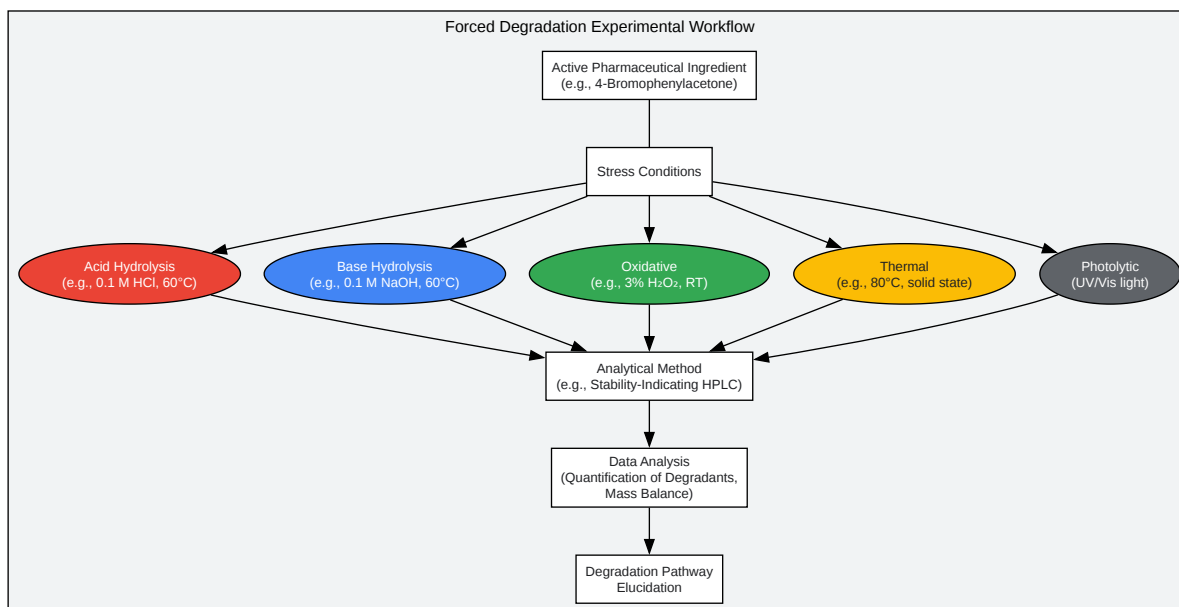 Forced Degradation Experimental Workflow
Active Pharmaceutical Ingredient
(e.g., 4-Bromophenylacetone)
Stress Conditions
Acid Hydrolysis
(e.g., 0.1 M HCl, 60°C)
Base Hydrolysis
(e.g., 0.1 M NaOH, 60°C)
Oxidative
(e.g., 3% H₂O₂, RT)
Thermal
(e.g., 80°C, solid state)
Photolytic
(UV/Vis light)
Analytical Method
(e.g., Stability-Indicating HPLC)
Data Analysis
(Quantification of Degradants,
Mass Balance)
Degradation Pathway
Elucidation